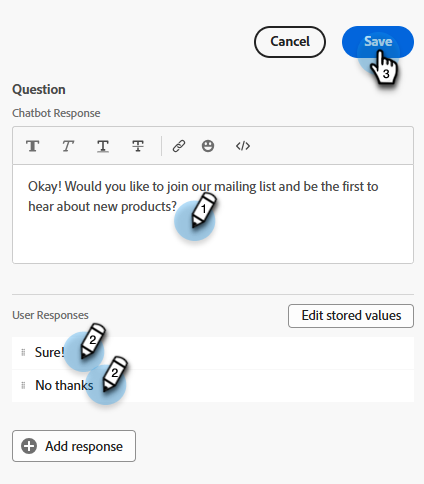 Cancel
Save
3
Question
Chatbot Response
T T T T </>
Okay! Would you like to join our mailing list and be the first to
hear about new products?
1
User Responses
Edit stored values
Sure!
2
No thanks
2
Add response